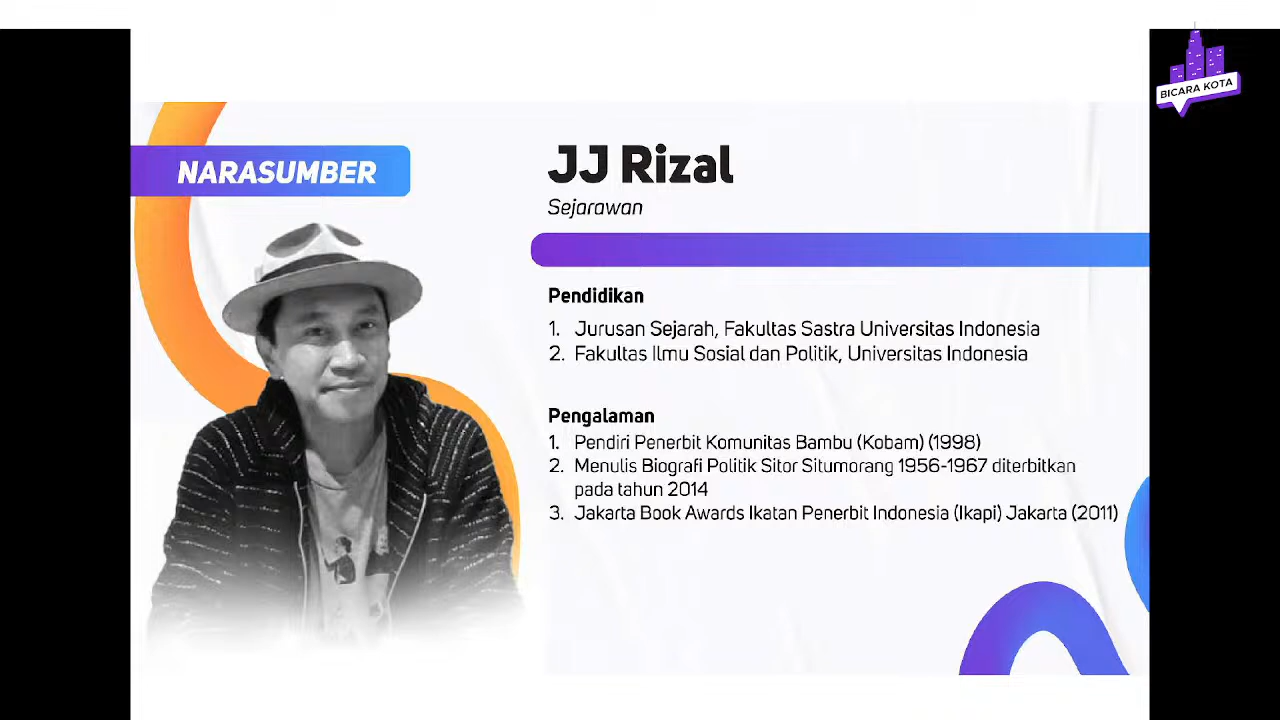 BICARA KOTA
NARASUMBER
JJ Rizal
Sejarawan
Pendidikan
1. Jurusan Sejarah, Fakultas Sastra Universitas Indonesia
2. Fakultas Ilmu Sosial dan Politik, Universitas Indonesia
Pengalaman
1. Pendiri Penerbit Komunitas Bambu (Kobam) (1998)
2. Menulis Biografi Politik Sitor Situmorang 1956-1967 diterbitkan
pada tahun 2014
3. Jakarta Book Awards Ikatan Penerbit Indonesia (Ikapi) Jakarta (2011)